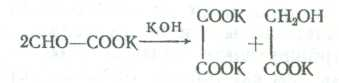 COOK CH₂OH
2CHO—COOK KOH → | + |
COOK COOK